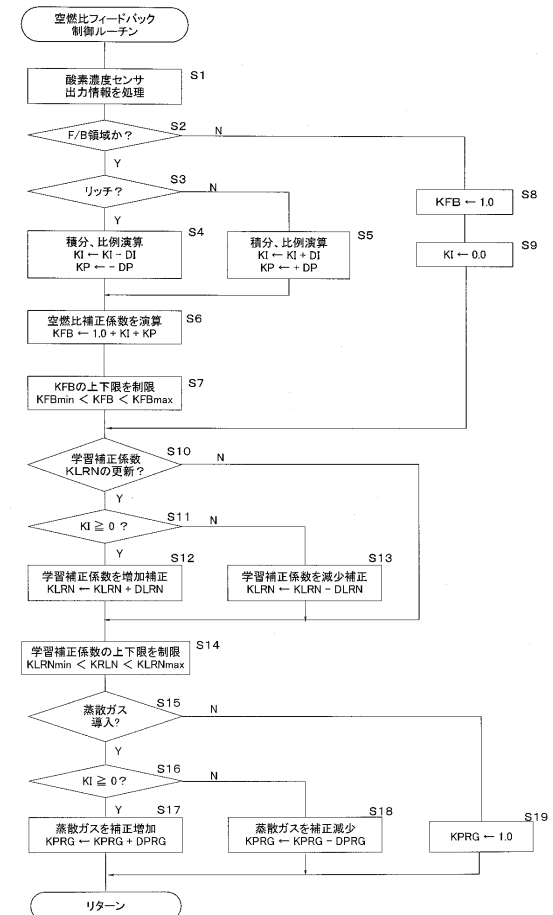 空燃比フィードバック
制御ルーチン
酸素濃度センサ
出力情報を処理
S1
F/B領域か？
S2
N
Y
リッチ？
S3
N
Y
KFB ← 1.0
S8
積分、比例演算
KI ← KI − DI
KP ← − DP
S4
積分、比例演算
KI ← KI + DI
KP ← + DP
S5
KI ← 0.0
S9
空燃比補正係数を演算
KFB ← 1.0 + KI + KP
S6
KFBの上下限を制限
KFBmin < KFB < KFBmax
S7
学習補正係数
KLRNの更新？
S10
N
Y
KI ≧ 0 ？
S11
N
Y
学習補正係数を増加補正
KLRN ← KLRN + DLRN
S12
学習補正係数を減少補正
KLRN ← KLRN − DLRN
S13
学習補正係数の上下限を制限
KLRNmin < KRLN < KLRNmax
S14
蒸散ガス
導入?
S15
N
Y
KI ≧ 0?
S16
N
Y
蒸散ガスを補正増加
KPRG ← KPRG + DPRG
S17
蒸散ガスを補正減少
KPRG ← KPRG − DPRG
S18
KPRG ← 1.0
S19
リターン